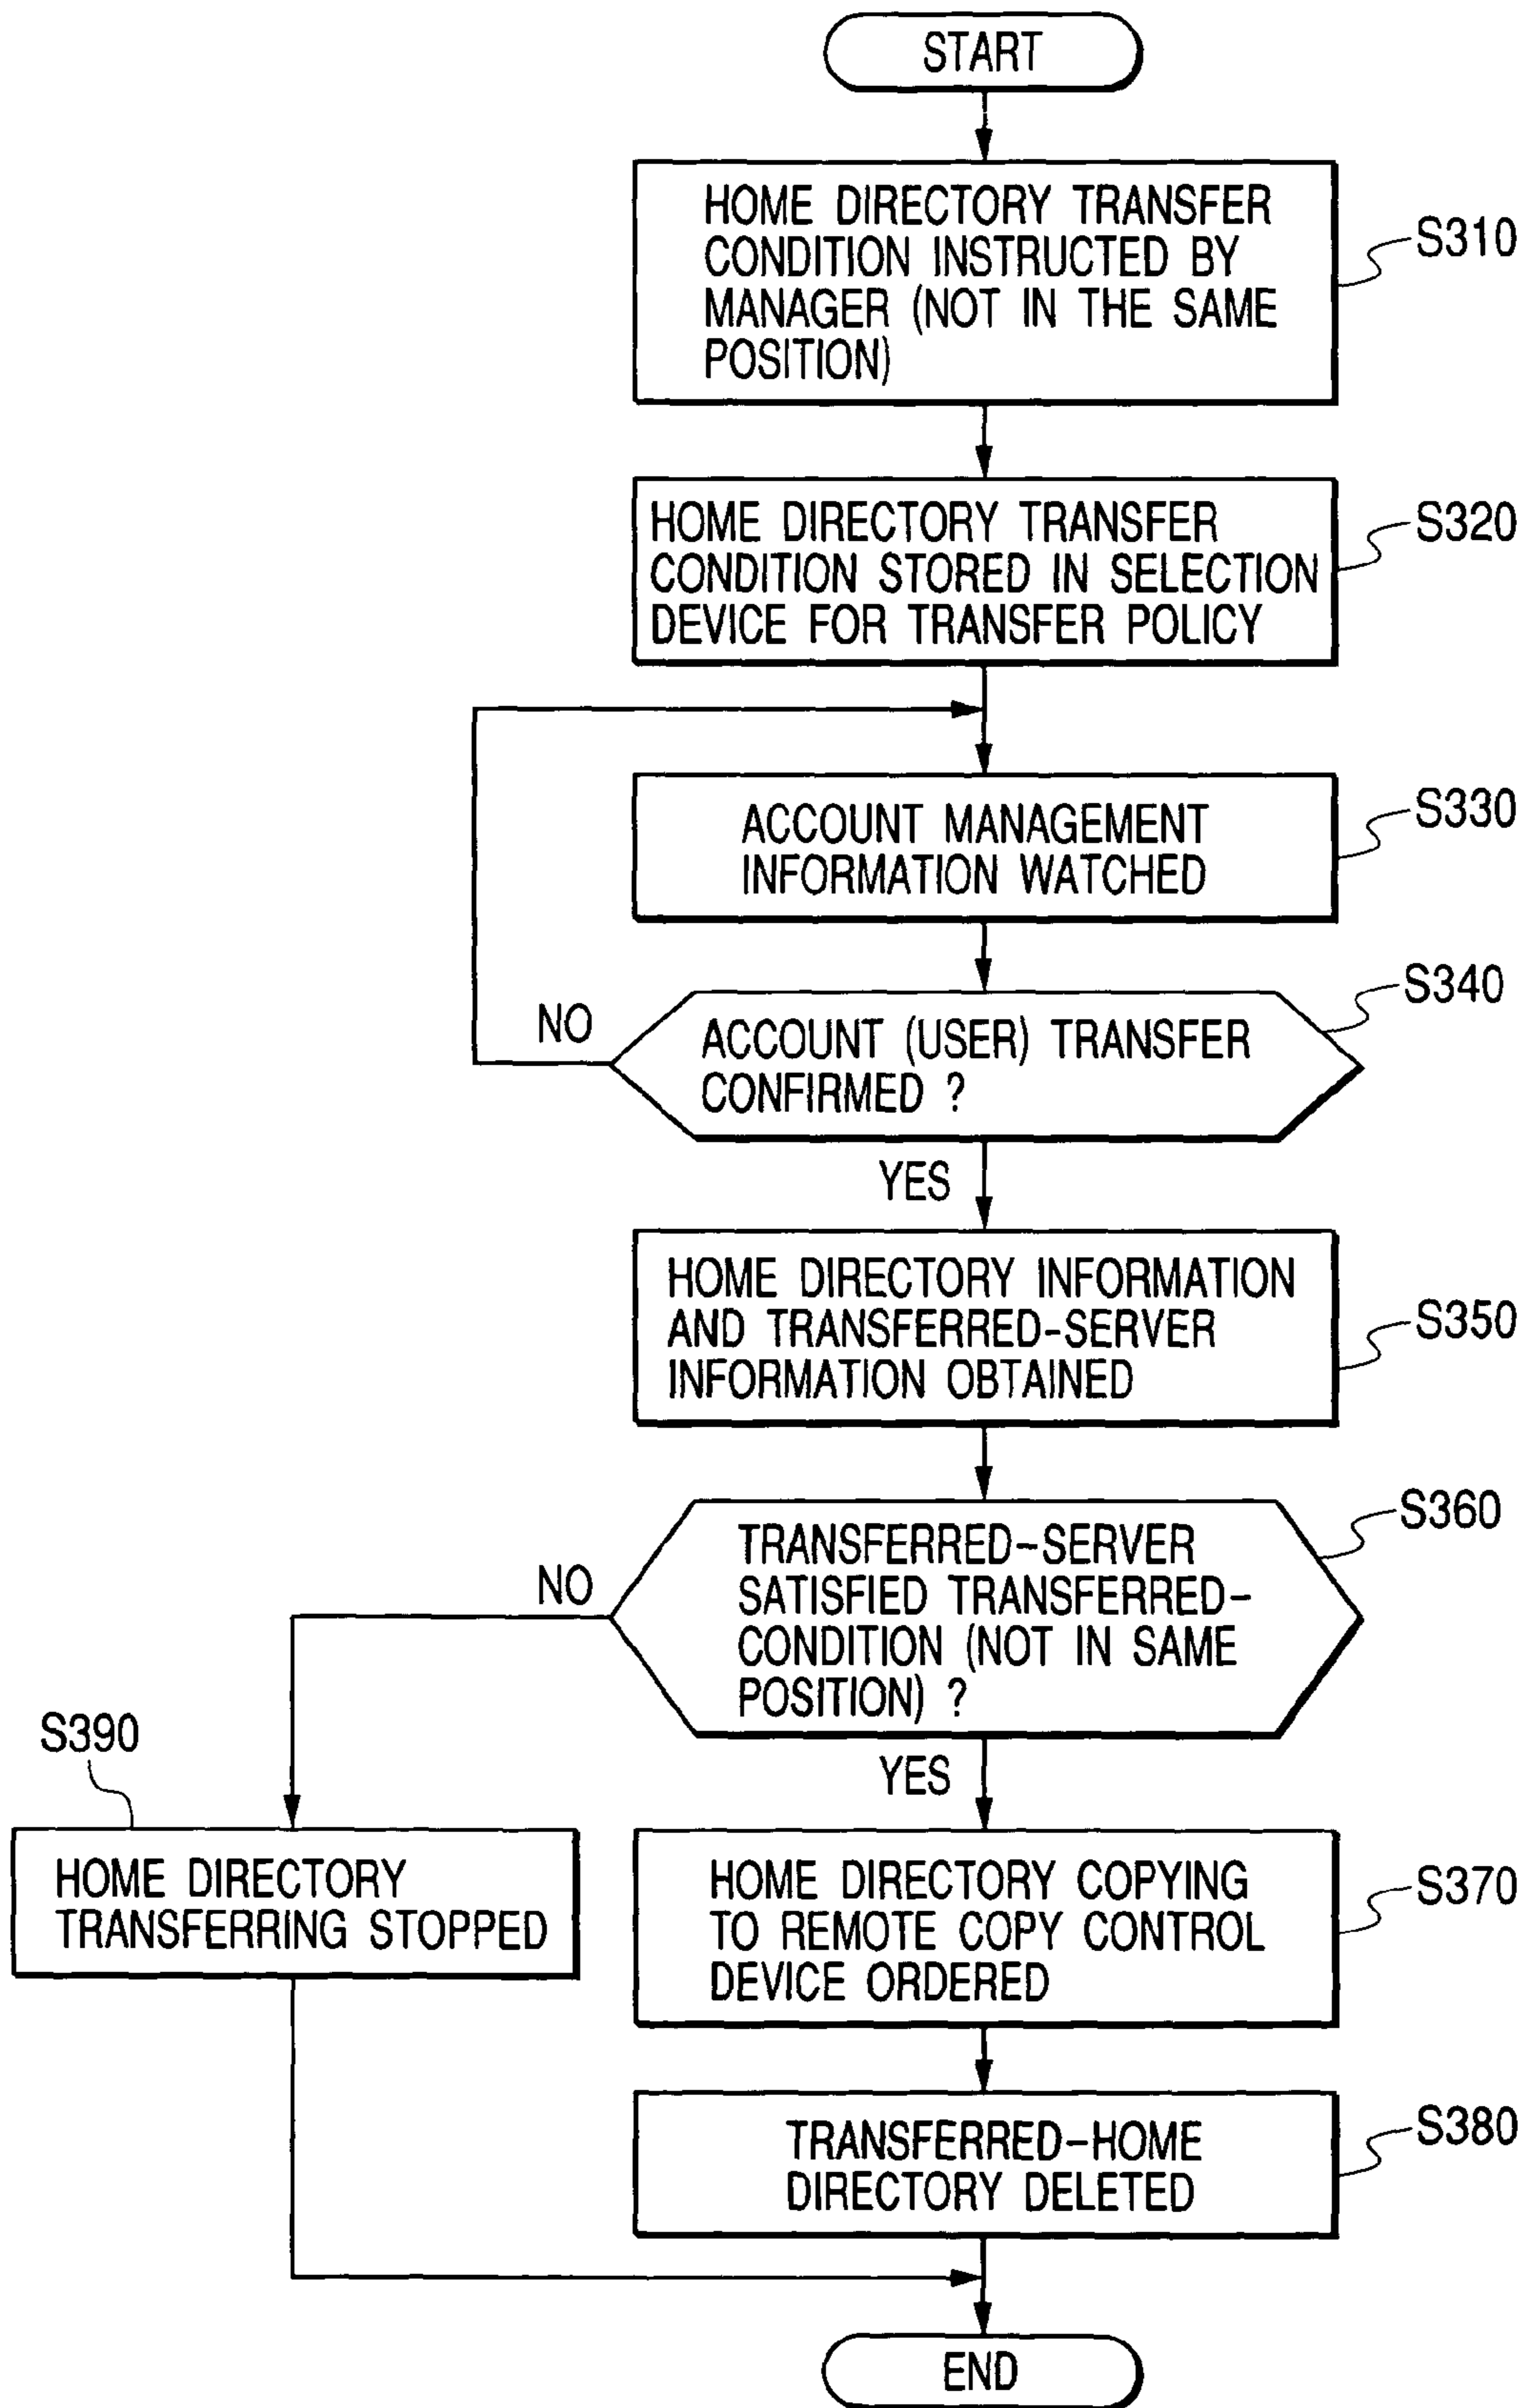 START
HOME DIRECTORY TRANSFER
CONDITION INSTRUCTED BY
MANAGER (NOT IN THE SAME
POSITION)
S310
HOME DIRECTORY TRANSFER
CONDITION STORED IN SELECTION
DEVICE FOR TRANSFER POLICY
S320
ACCOUNT MANAGEMENT
INFORMATION WATCHED
S330
ACCOUNT (USER) TRANSFER
CONFIRMED ?
S340
NO
YES
HOME DIRECTORY INFORMATION
AND TRANSFERRED-SERVER
INFORMATION OBTAINED
S350
TRANSFERRED-SERVER
SATISFIED TRANSFERRED-
CONDITION (NOT IN SAME
POSITION) ?
S360
NO
YES
S390
HOME DIRECTORY
TRANSFERRING STOPPED
HOME DIRECTORY COPYING
TO REMOTE COPY CONTROL
DEVICE ORDERED
S370
TRANSFERRED-HOME
DIRECTORY DELETED
S380
END